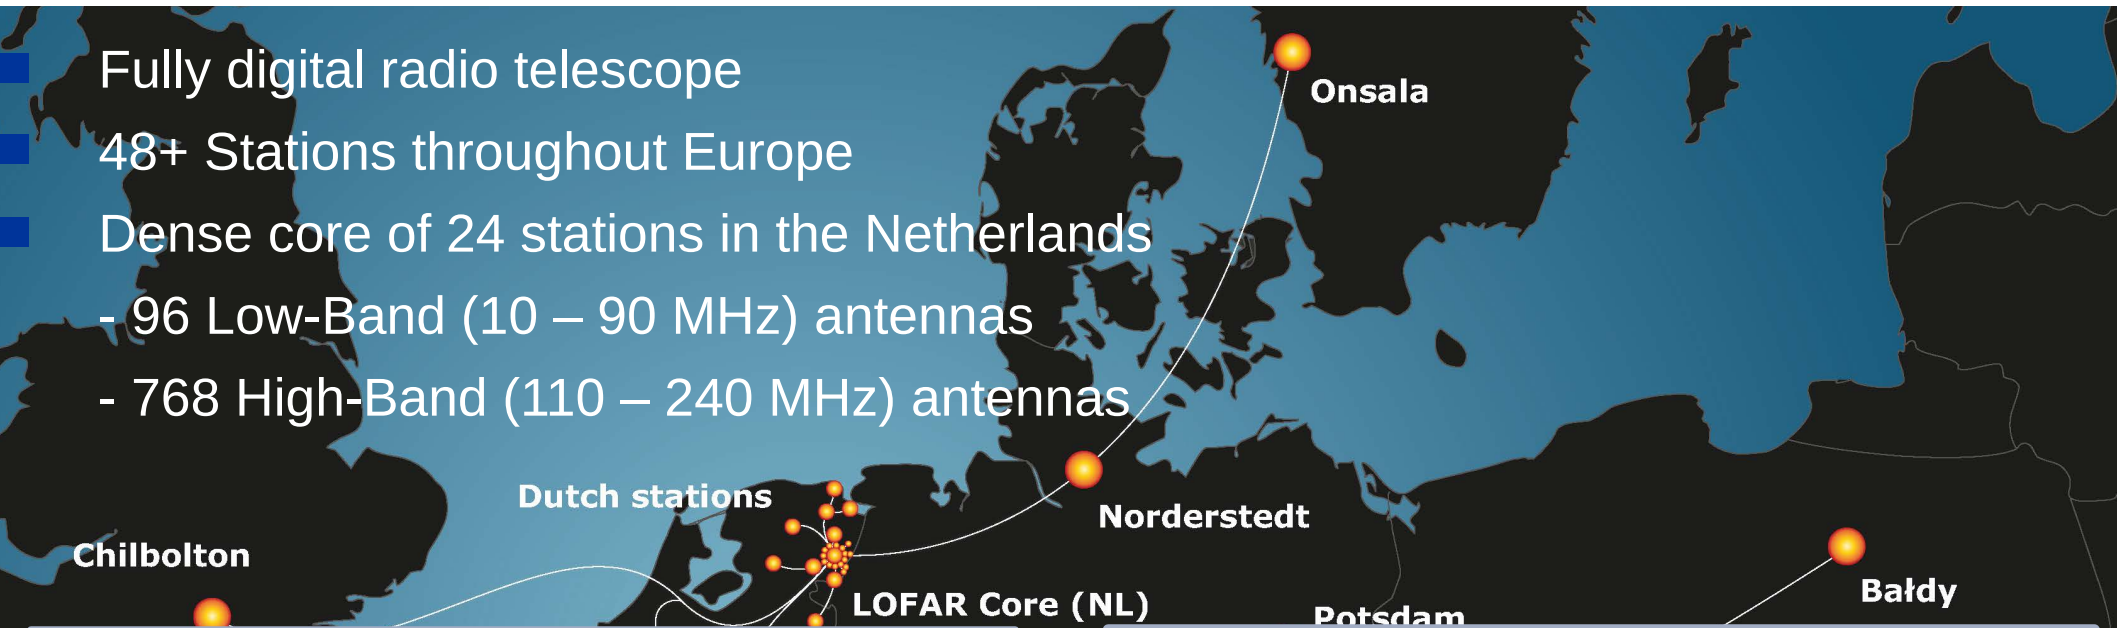 Fully digital radio telescope
48+ Stations throughout Europe
Dense core of 24 stations in the Netherlands
- 96 Low-Band (10 – 90 MHz) antennas
- 768 High-Band (110 – 240 MHz) antennas
Onsala
Dutch stations
Norderstedt
Chilbolton
Bałdy
LOFAR Core (NL)
Potsdam